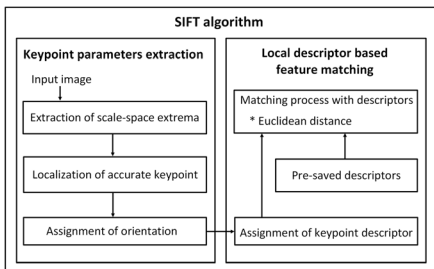 SIFT algorithm
Keypoint parameters extraction
Input image
Extraction of scale-space extrema
Localization of accurate keypoint
Assignment of orientation
Local descriptor based
feature matching
Matching process with descriptors
* Euclidean distance
Pre-saved descriptors
Assignment of keypoint descriptor